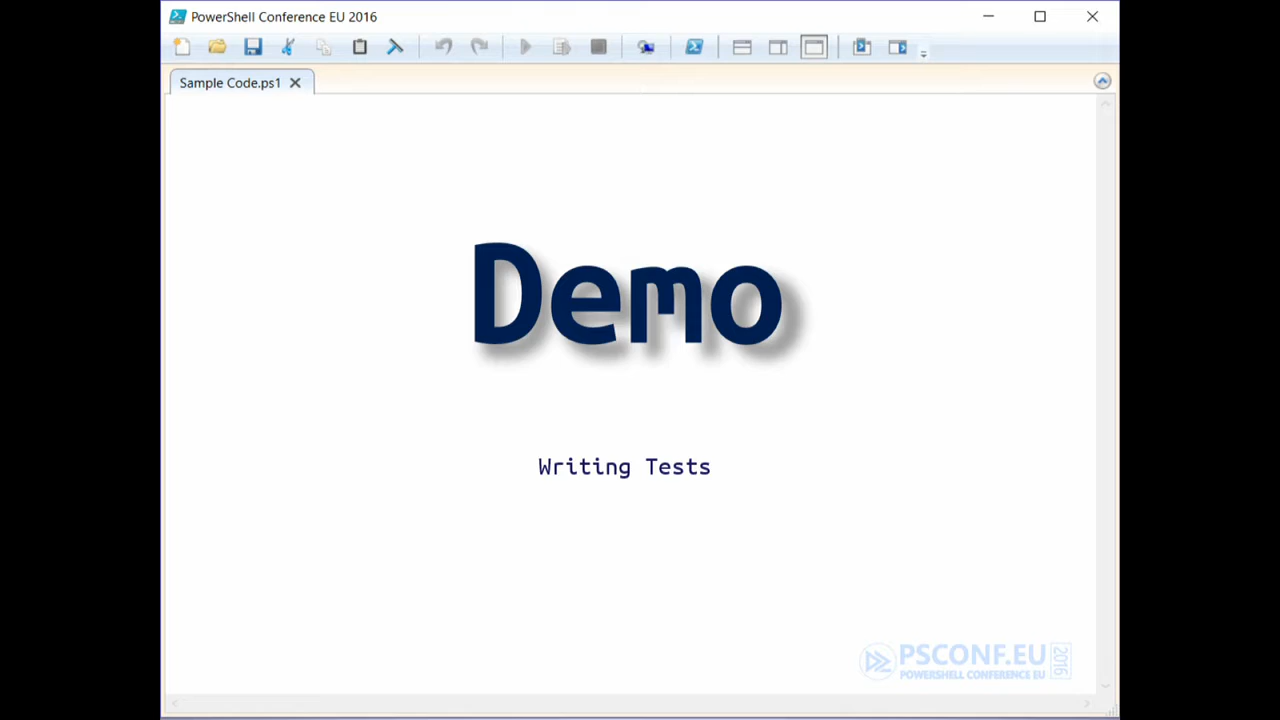 PowerShell Conference EU 2016
Sample Code.ps1
Demo
Writing Tests
PSCONF.EU
POWERSHELL CONFERENCE EU
2016